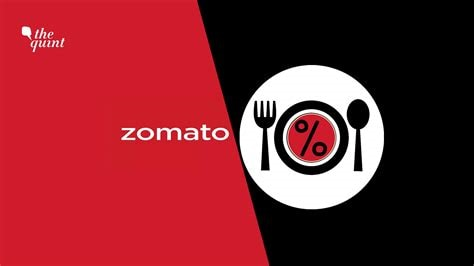 the
quint
zomato
%